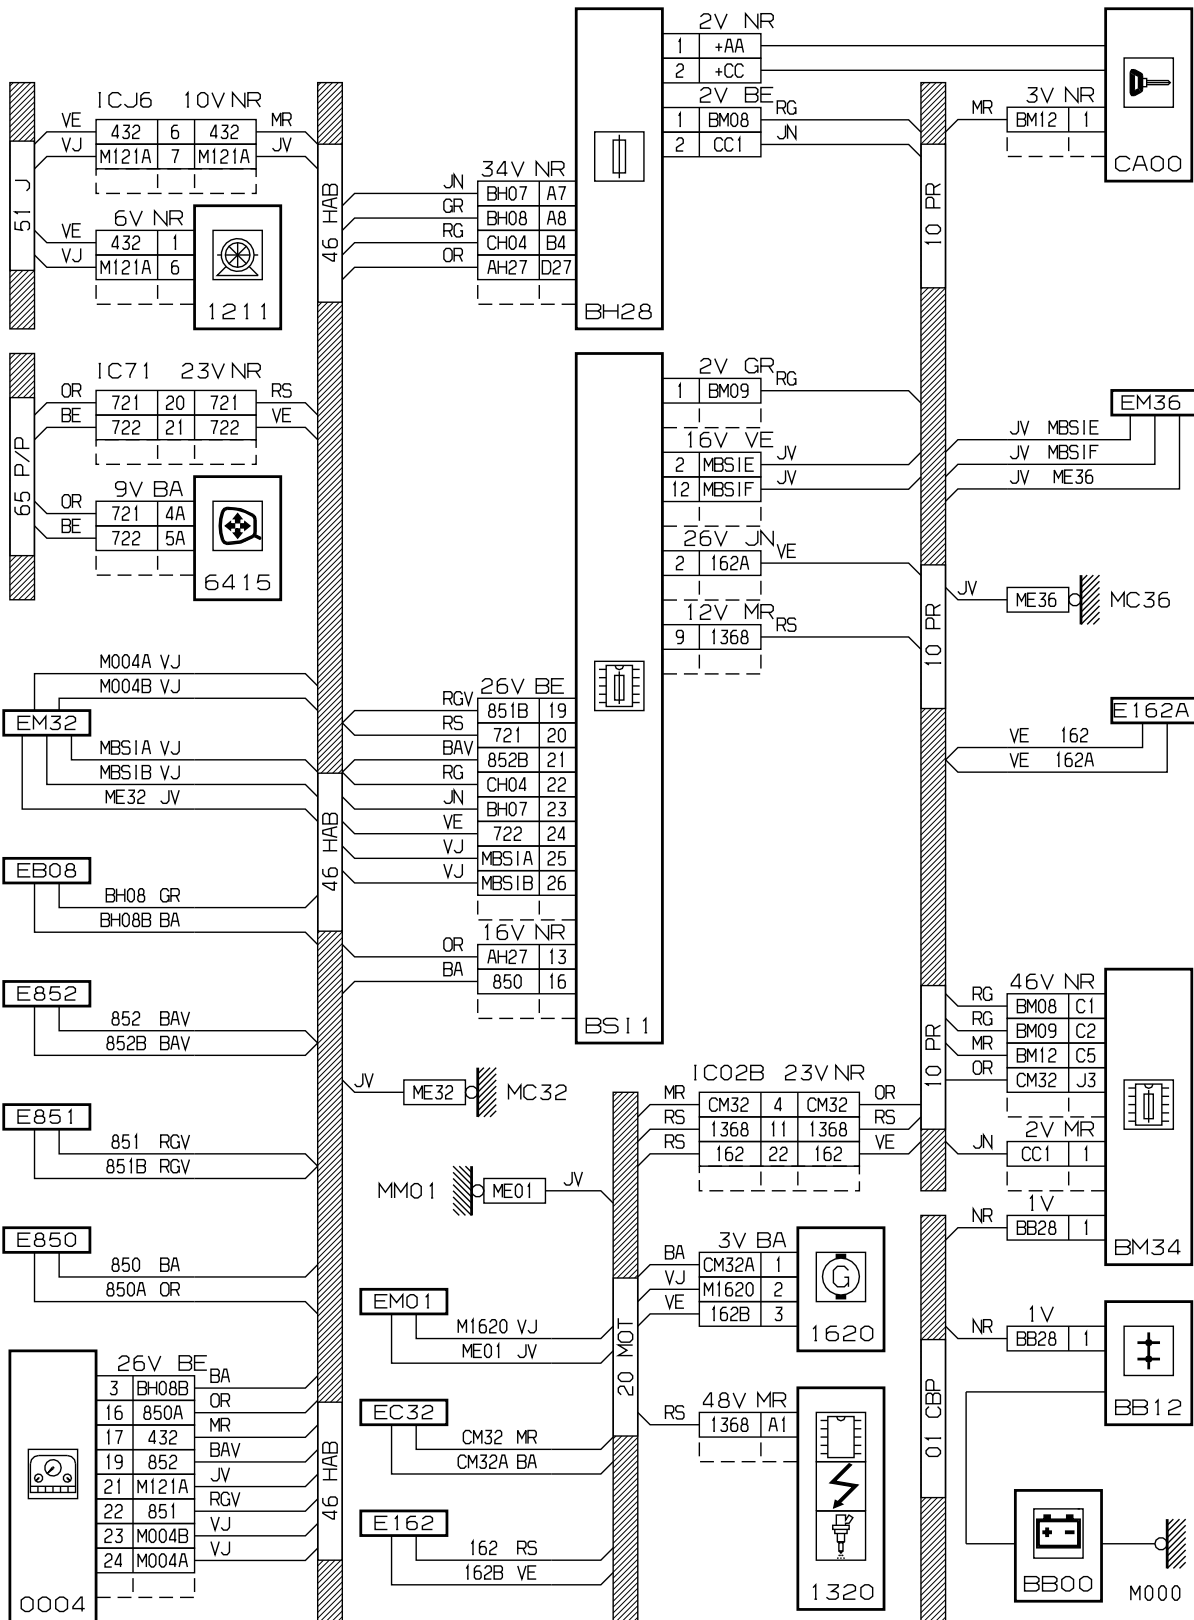 2V NR
1 +AA
2 +CC
2V BE RG
1 BM08
2 CC1 JN
BH28
MR 3V NR
BM12 1
CA00
10 PR
ICJ6 10V NR
VE 432 6 432 MR
VJ M121A 7 M121A JV
51 J
6V NR
VE 432 1
VJ M121A 6
1211
46 HAB
34V NR
JN BH07 A7
GR BH08 A8
RG CH04 B4
OR AH27 D27
IC71 23V NR
OR 721 20 721 RS
BE 722 21 722 VE
65 P/P
9V BA
OR 721 4A
BE 722 5A
6415
2V GR
1 BM09 RG
16V VE
2 MBSIE JV
12 MBSIF JV
26V JN
2 162A VE
12V MR
9 1368 RS
EM36
JV MBSIE
JV MBSIF
JV ME36
10 PR
JV ME36 MC36
E162A
VE 162
VE 162A
M004A VJ
M004B VJ
EM32
MBSIA VJ
MBSIB VJ
ME32 JV
46 HAB
26V BE
RGV 851B 19
RS 721 20
BAV 852B 21
RG CH04 22
JN BH07 23
VE 722 24
VJ MBSIA 25
VJ MBSIB 26
16V NR
OR AH27 13
BA 850 16
BSI1
EB08
BH08 GR
BH08B BA
E852
852 BAV
852B BAV
E851
851 RGV
851B RGV
E850
850 BA
850A OR
JV ME32 MC32
MM01 ME01 JV
IC02B 23V NR
MR CM32 4 CM32 OR
RS 1368 11 1368 RS
RS 162 22 162 VE
10 PR
46V NR
RG BM08 C1
RG BM09 C2
MR BM12 C5
OR CM32 J3
2V MR
JN CC1 1
1V
NR BB28 1
BM34
3V BA
BA CM32A 1
VJ M1620 2
VE 162B 3
G
1620
20 MOT
EM01
M1620 VJ
ME01 JV
EC32
CM32 MR
CM32A BA
E162
162 RS
162B VE
48V MR
RS 1368 A1
1320
01 CBP
1V
NR BB28 1
BB12
+ -
BB00
M000
26V BE
3 BH08B BA
16 850A OR
17 432 MR
19 852 BAV
21 M121A JV
22 851 RGV
23 M004B VJ
24 M004A VJ
0004
46 HAB